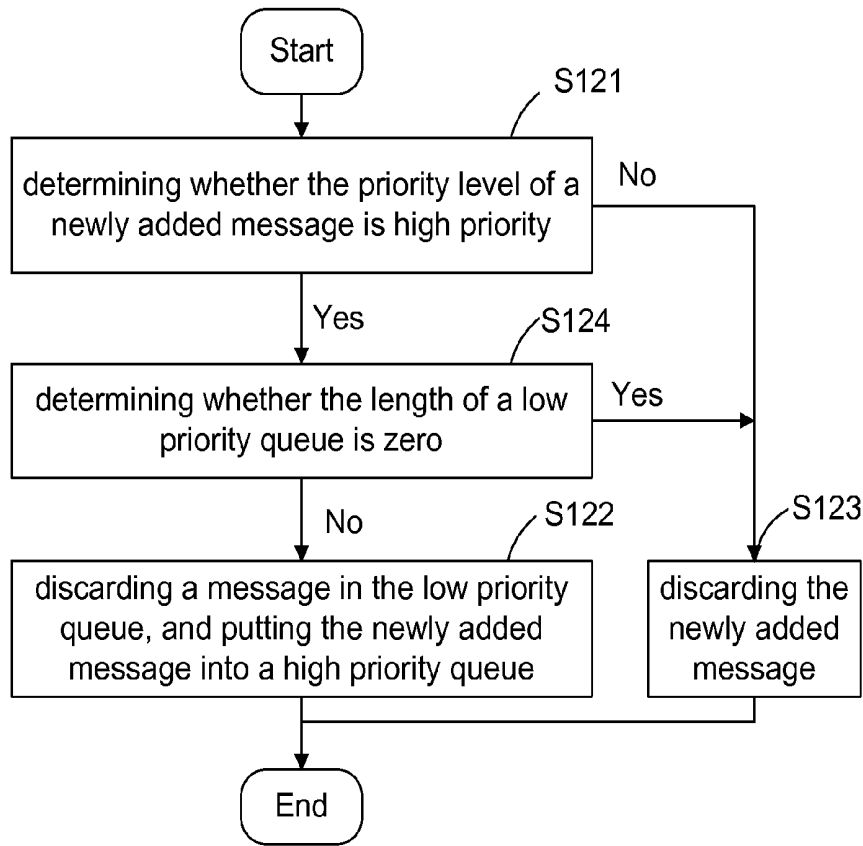 Start
S121
determining whether the priority level of a
newly added message is high priority
No
Yes
S124
determining whether the length of a low
priority queue is zero
Yes
No
S122
S123
discarding a message in the low priority
queue, and putting the newly added
message into a high priority queue
discarding the
newly added
message
End